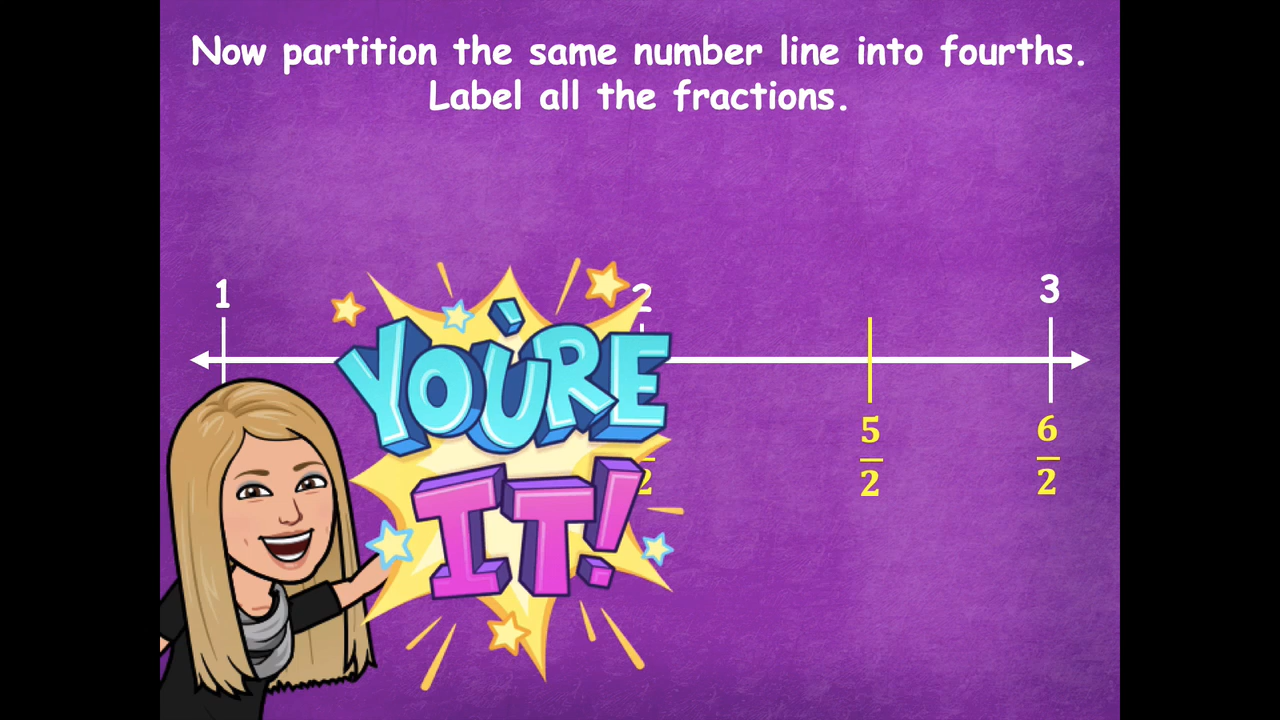 Now partition the same number line into fourths.
Label all the fractions.
1 2 3
YOU'RE
IT!
5 6
2 2 2